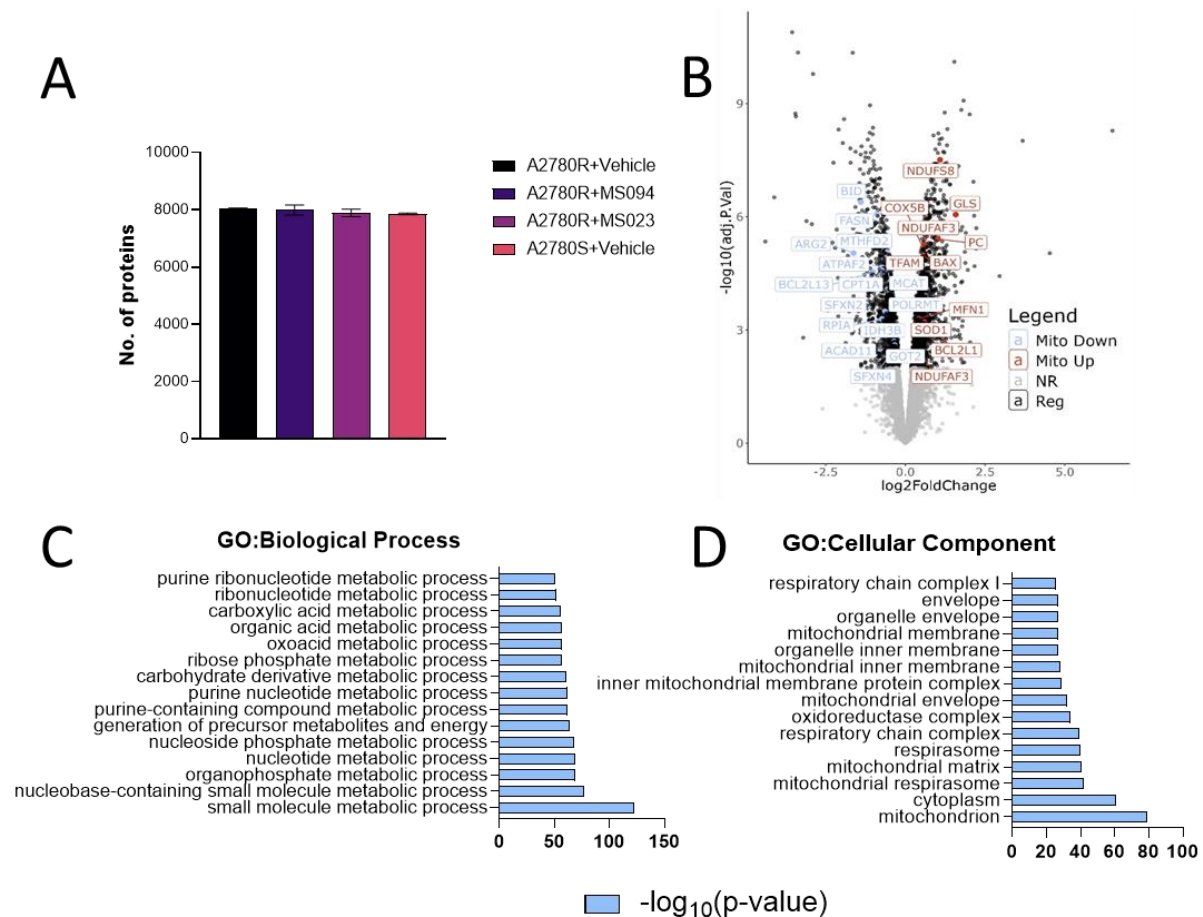 A
No. of proteins
10000
8000
6000
4000
2000
0
A2780R+Vehicle
A2780R+MS094
A2780R+MS023
A2780S+Vehicle
B
-log10(adj.P.Val)
9
6
3
0
NDUFS8
BID
GLS
COX5B
FASN
NDUFAF3
ARG2
MTHFD2
PC
ATPAF2
TFAM
BAX
BCL2L13
CPT1A
MCAT
SFXN2
POLRMT
MFN1
RPIA
IDH3B
SOD1
ACAD11
GOT2
BCL2L1
SFXN4
NDUFAF3
Legend
a Mito Down
a Mito Up
a NR
a Reg
-2.5
0.0
2.5
5.0
log2FoldChange
C
GO:Biological Process
purine ribonucleotide metabolic process
ribonucleotide metabolic process
carboxylic acid metabolic process
organic acid metabolic process
oxoacid metabolic process
ribose phosphate metabolic process
carbohydrate derivative metabolic process
purine nucleotide metabolic process
purine-containing compound metabolic process
generation of precursor metabolites and energy
nucleoside phosphate metabolic process
nucleotide metabolic process
organophosphate metabolic process
nucleobase-containing small molecule metabolic process
small molecule metabolic process
0 50 100 150
D
GO:Cellular Component
respiratory chain complex I
envelope
organelle envelope
mitochondrial membrane
organelle inner membrane
mitochondrial inner membrane
inner mitochondrial membrane protein complex
mitochondrial envelope
oxidoreductase complex
respiratory chain complex
respirasome
mitochondrial matrix
mitochondrial respirasome
cytoplasm
mitochondrion
0 20 40 60 80 100
-log10(p-value)